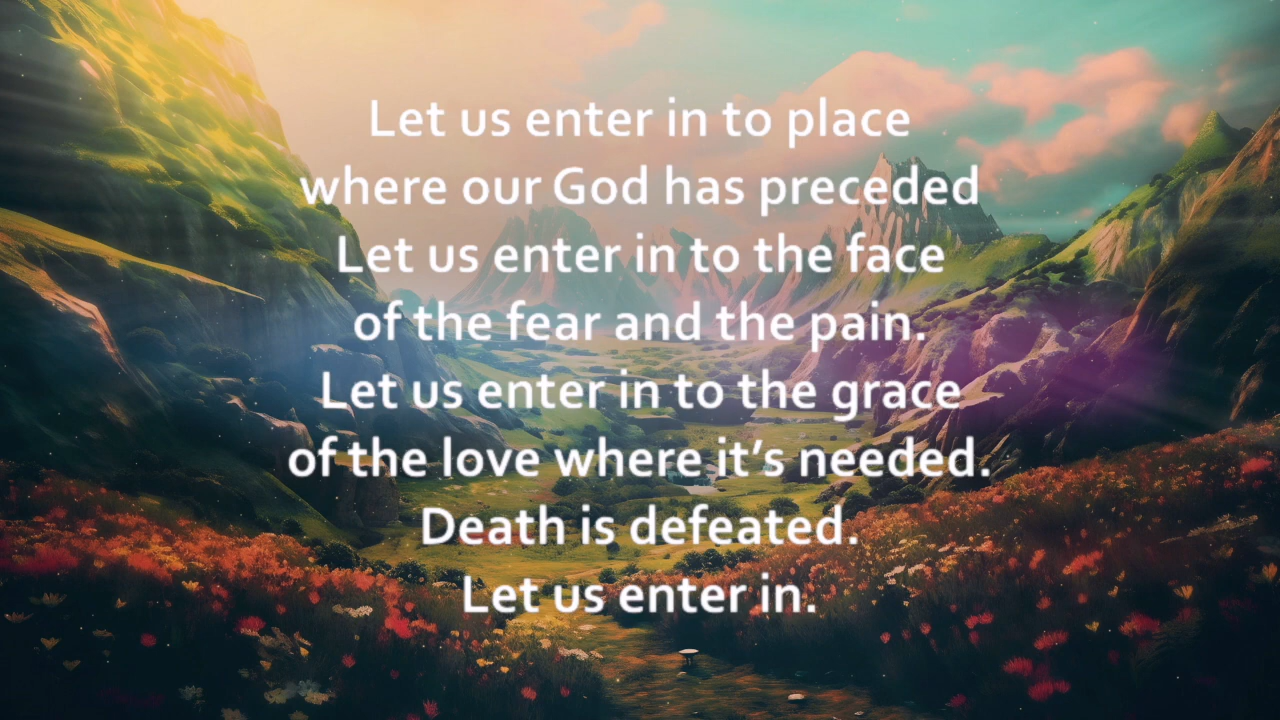 Let us enter in to place
where our God has preceded
Let us enter in to the face
of the fear and the pain.
Let us enter in to the grace
of the love where it’s needed.
Death is defeated.
Let us enter in.